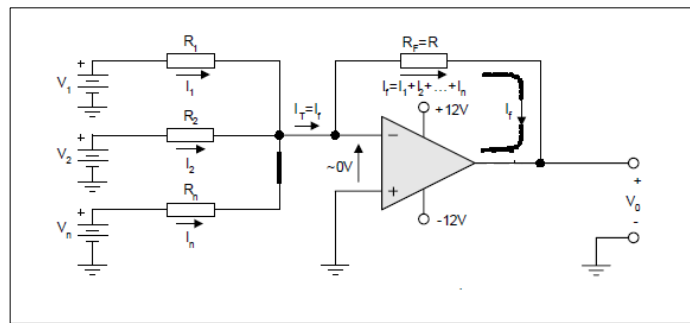 R1
RF=R
+
V1
I1
If=I1+I2+...+In
IT=If
+12V
If
R2
+
V2
I2
−
~0V
+
+
V0
-
Rn
-12V
+
Vn
In